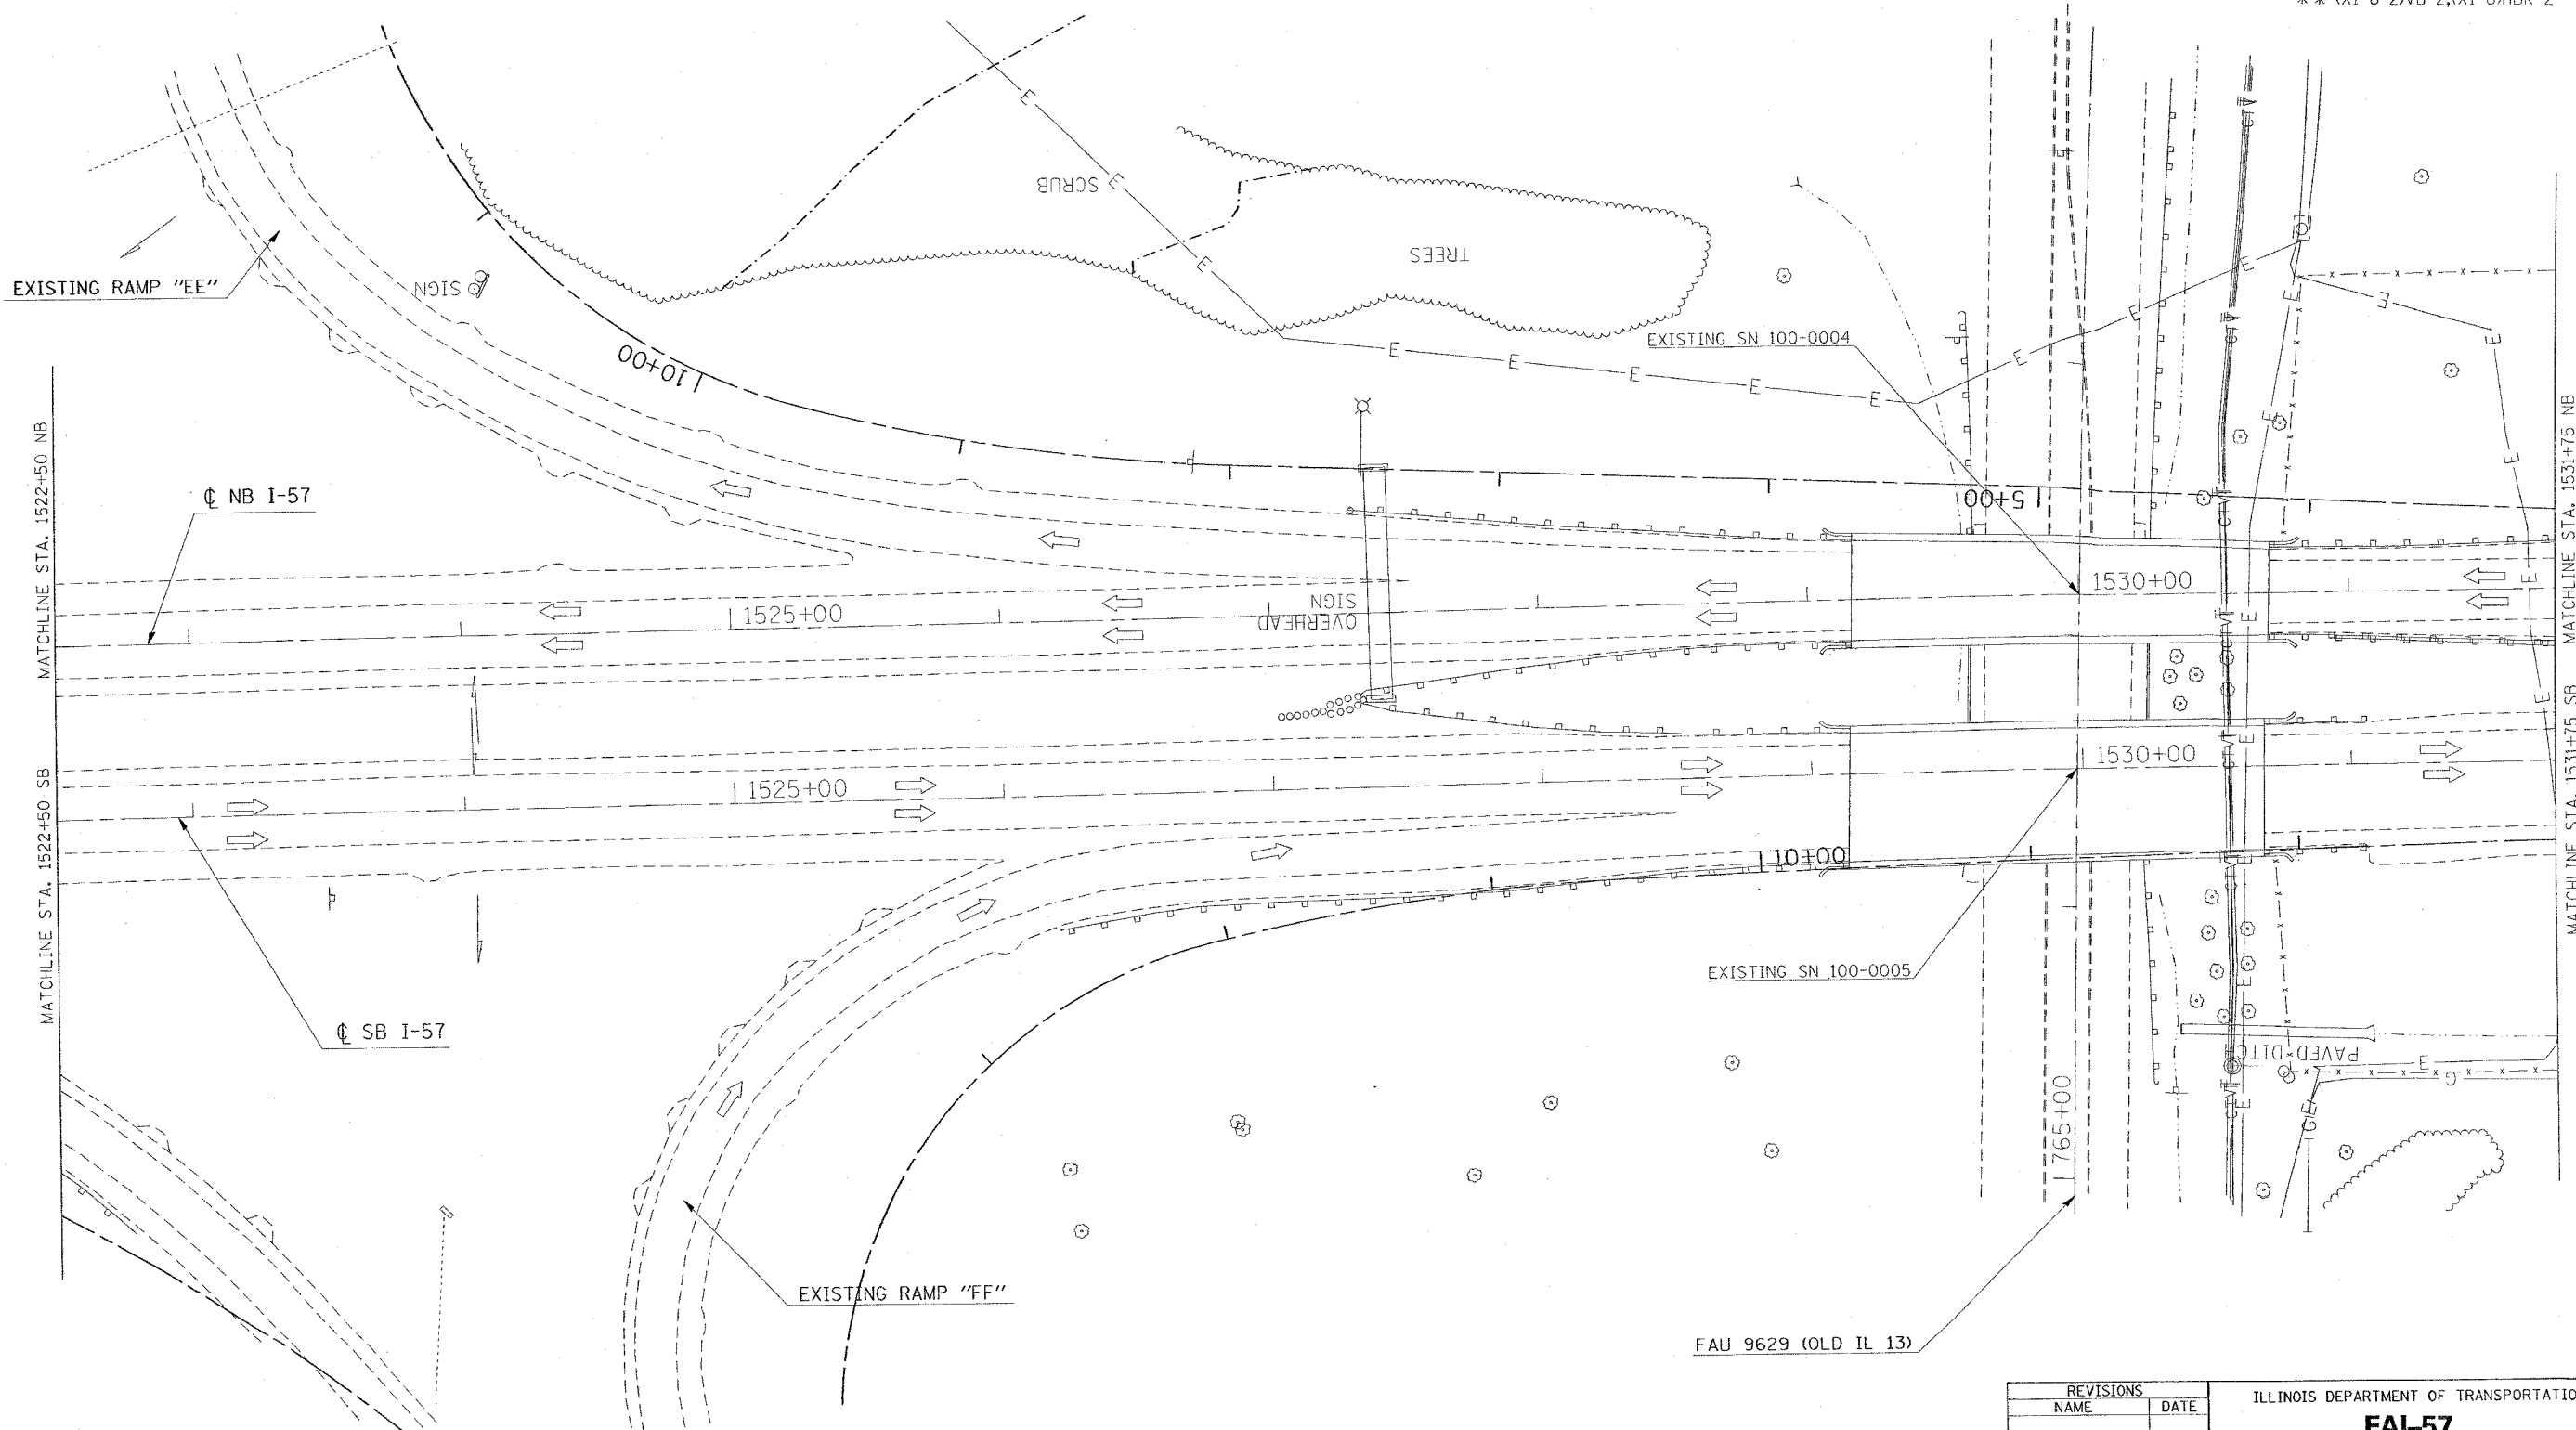 EXISTING RAMP "EE"
SIGN
SCRUB
TREES
10+00
EXISTING SN 100-0004
5+00
MATCHLINE STA. 1522+50 NB
℄ NB I-57
1525+00
OVERHEAD
SIGN
1530+00
MATCHLINE STA. 1531+75 NB
MATCHLINE STA. 1522+50 SB
1525+00
1530+00
MATCHLINE STA. 1531+75 SB
10+00
℄ SB I-57
EXISTING SN 100-0005
PAVED DITC
765+00
EXISTING RAMP "FF"
FAU 9629 (OLD IL 13)
REVISIONS
NAME DATE
ILLINOIS DEPARTMENT OF TRANSPORTATIO
FAI-57